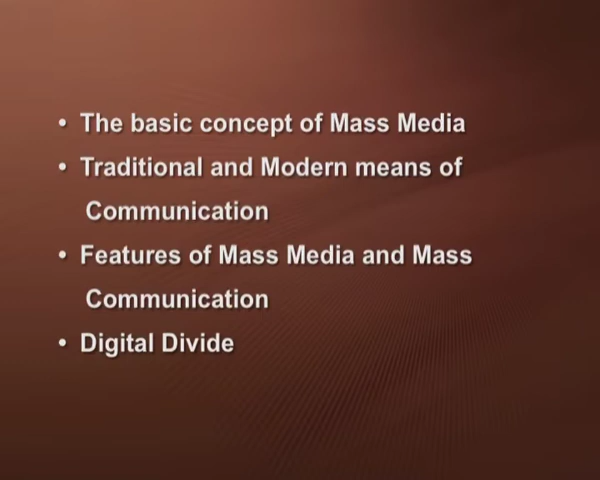 • The basic concept of Mass Media
• Traditional and Modern means of
Communication
• Features of Mass Media and Mass
Communication
• Digital Divide